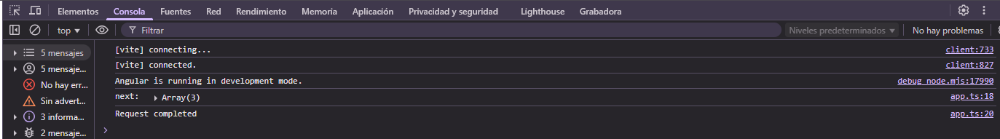 Elementos Consola Fuentes Red Rendimiento Memoria Aplicación Privacidad y seguridad Lighthouse Grabadora
top ▾ Filtrar Niveles predeterminados ▾ No hay problemas
5 mensajes
5 mensaje...
No hay err...
Sin advert...
3 informa...
2 mensaje...
[vite] connecting... client:733
[vite] connected. client:827
Angular is running in development mode. debug_node.mjs:17990
next: ▸ Array(3) app.ts:18
Request completed app.ts:20